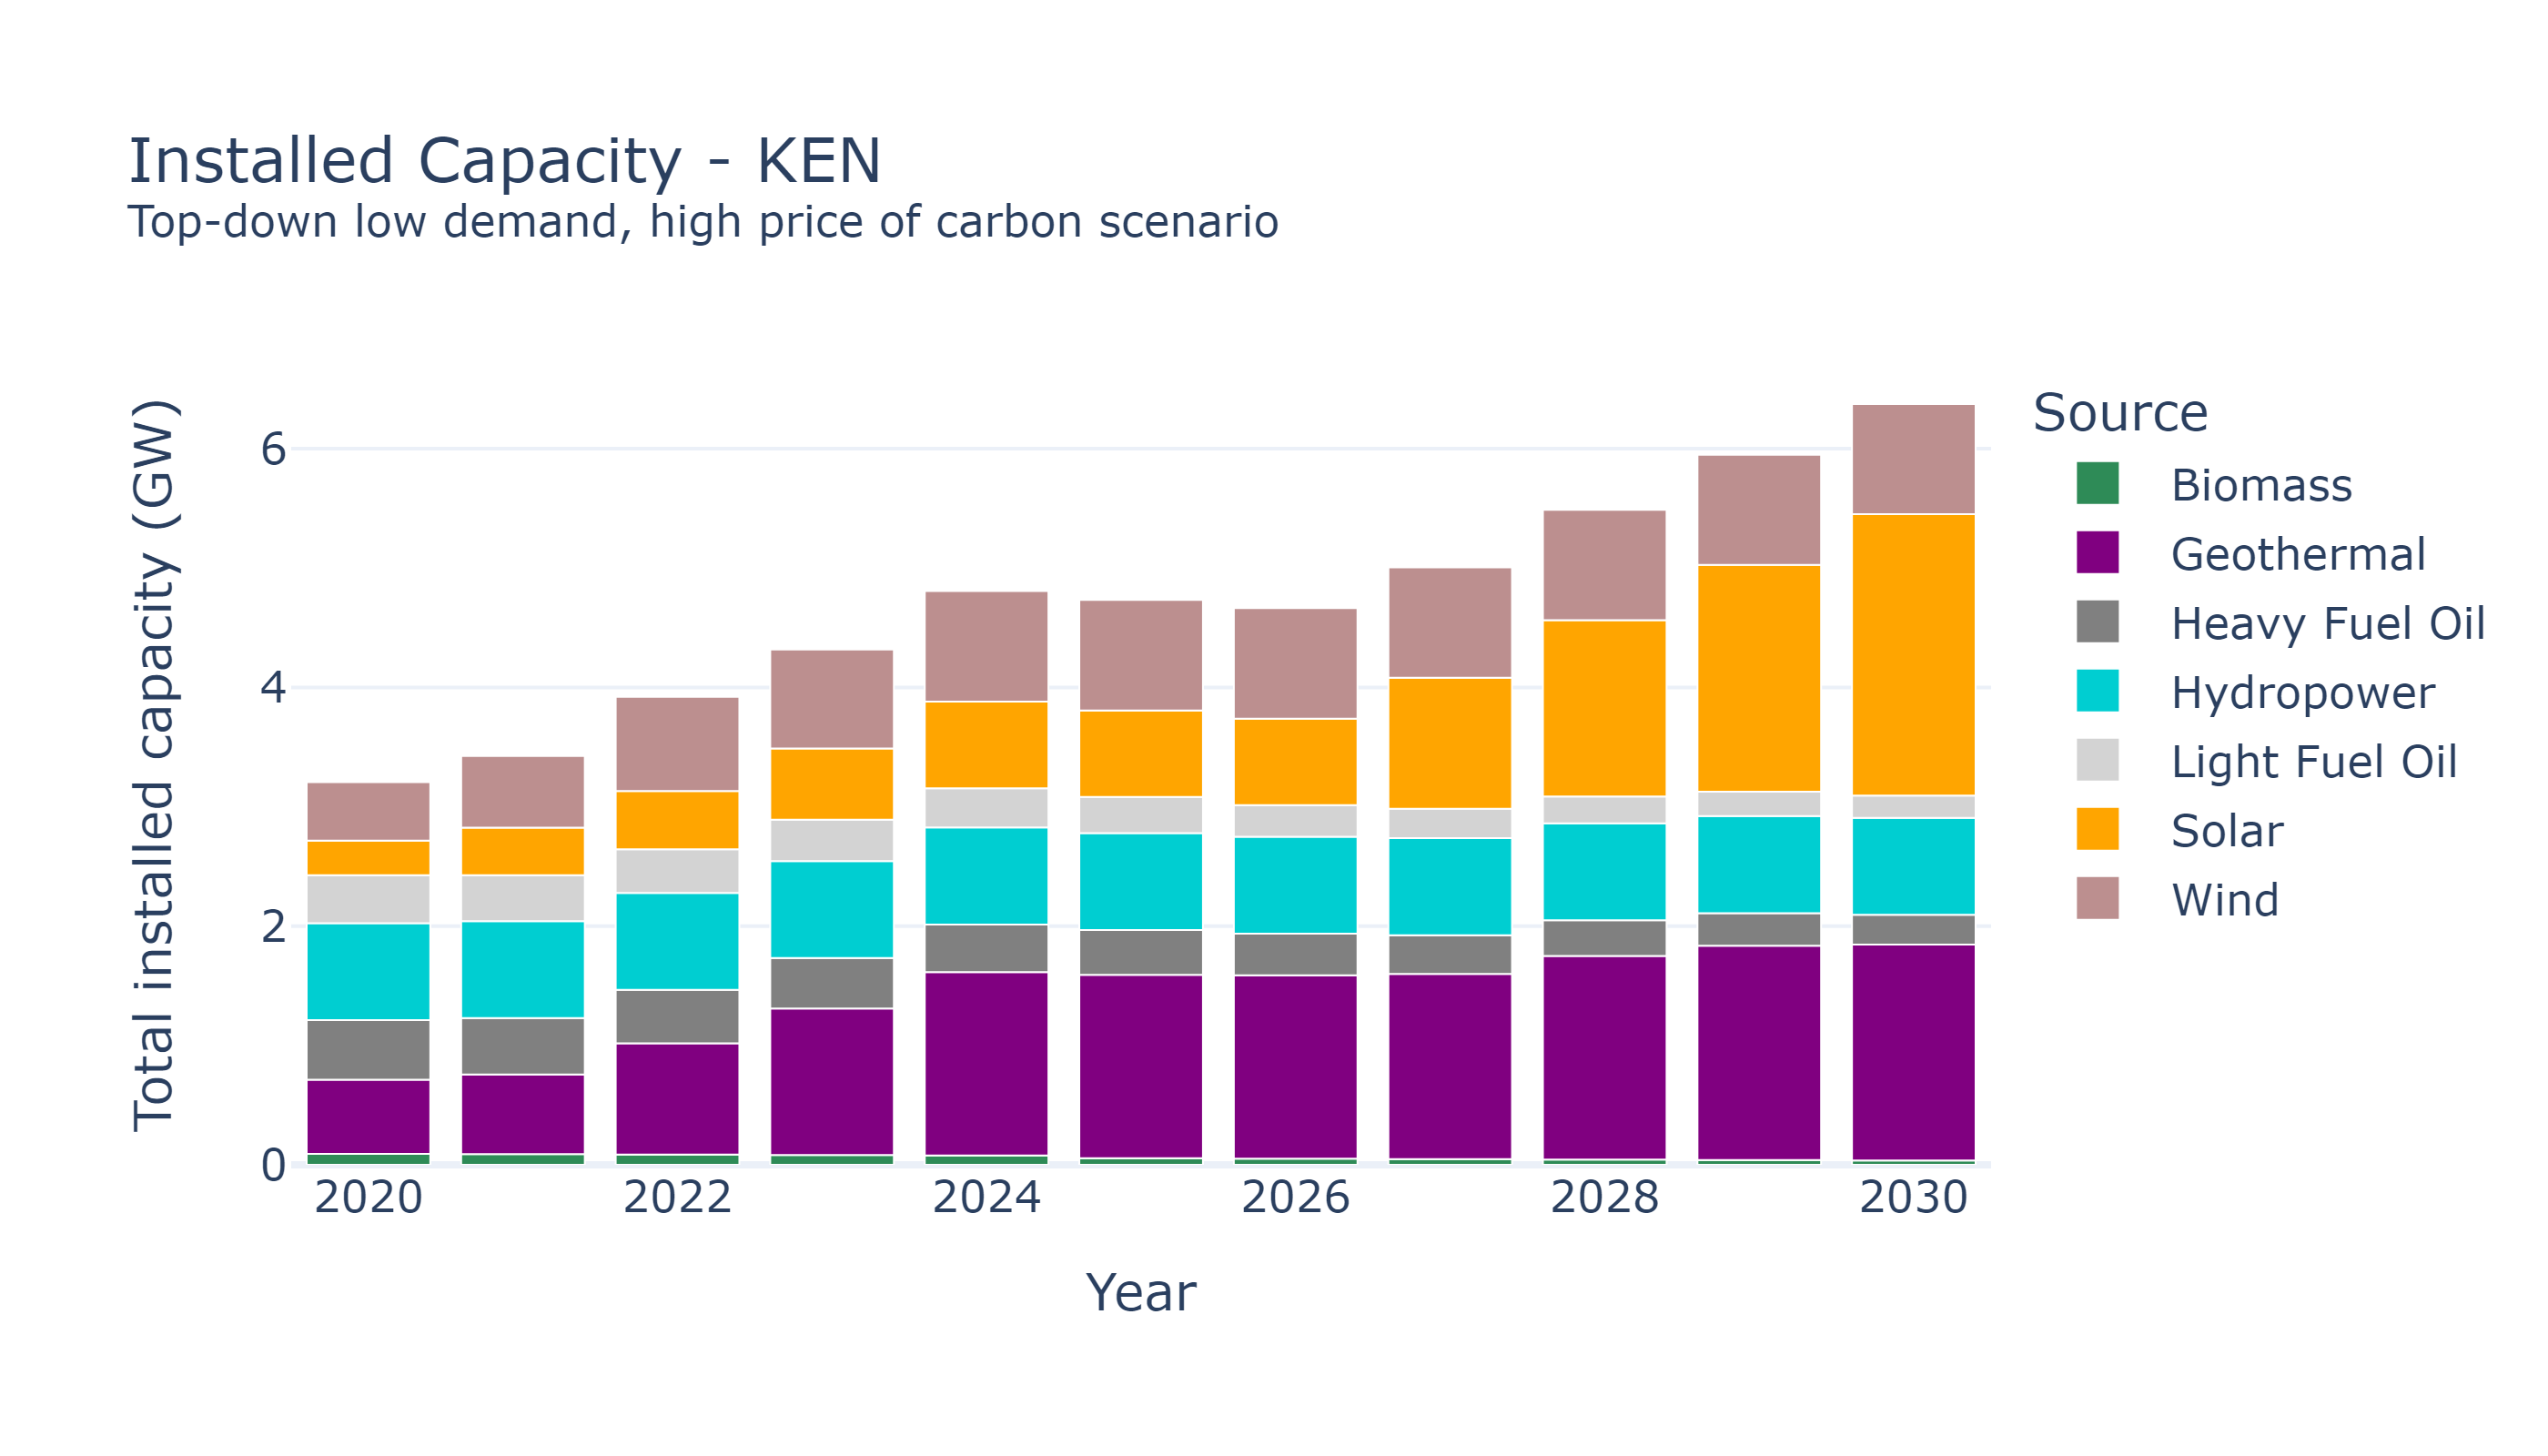 Installed Capacity - KEN
Top-down low demand, high price of carbon scenario
Total installed capacity (GW)
6
4
2
0
2020
2022
2024
2026
2028
2030
Year
Source
Biomass
Geothermal
Heavy Fuel Oil
Hydropower
Light Fuel Oil
Solar
Wind